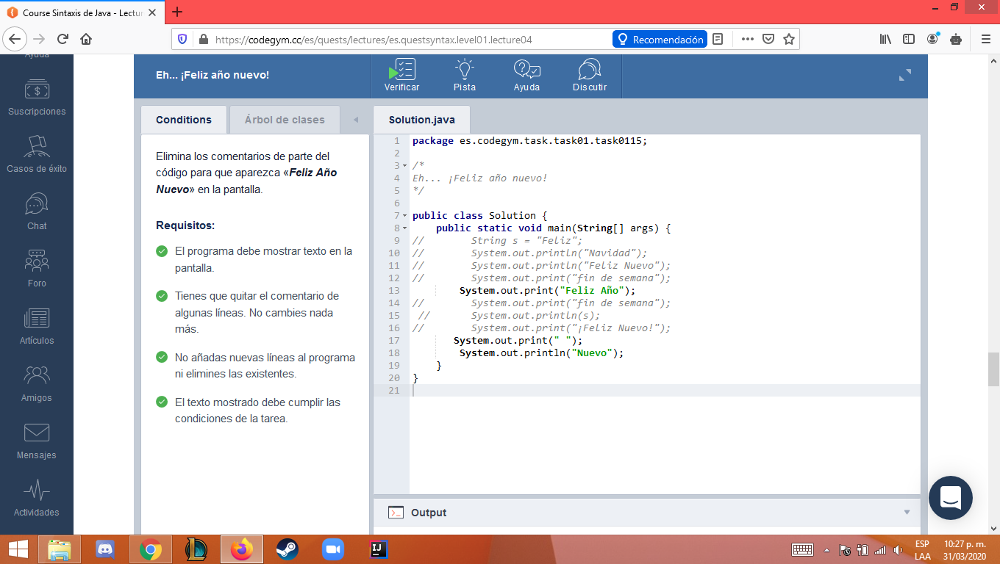 Course Sintaxis de Java - Lectur
https://codegym.cc/es/quests/lectures/es.questsyntax.level01.lecture04
Recomendación
Ayuda
Suscripciones
Casos de éxito
Chat
Foro
Artículos
Amigos
Mensajes
Actividades
Eh... ¡Feliz año nuevo!
Verificar
Pista
Ayuda
Discutir
Conditions
Árbol de clases
Elimina los comentarios de parte del
código para que aparezca «Feliz Año
Nuevo» en la pantalla.
Requisitos:
El programa debe mostrar texto en la
pantalla.
Tienes que quitar el comentario de
algunas líneas. No cambies nada
más.
No añadas nuevas líneas al programa
ni elimines las existentes.
El texto mostrado debe cumplir las
condiciones de la tarea.
Solution.java
1 package es.codegym.task.task01.task0115;
2
3 /*
4 Eh... ¡Feliz año nuevo!
5 */
6
7 public class Solution {
8     public static void main(String[] args) {
9 //        String s = "Feliz";
10 //        System.out.println("Navidad");
11 //        System.out.println("Feliz Nuevo");
12 //        System.out.print("fin de semana");
13         System.out.print("Feliz Año");
14 //        System.out.print("fin de semana");
15  //       System.out.println(s);
16 //        System.out.print("¡Feliz Nuevo!");
17        System.out.print(" ");
18         System.out.println("Nuevo");
19     }
20 }
21
Output
IJ
ESP
LAA
10:27 p. m.
31/03/2020